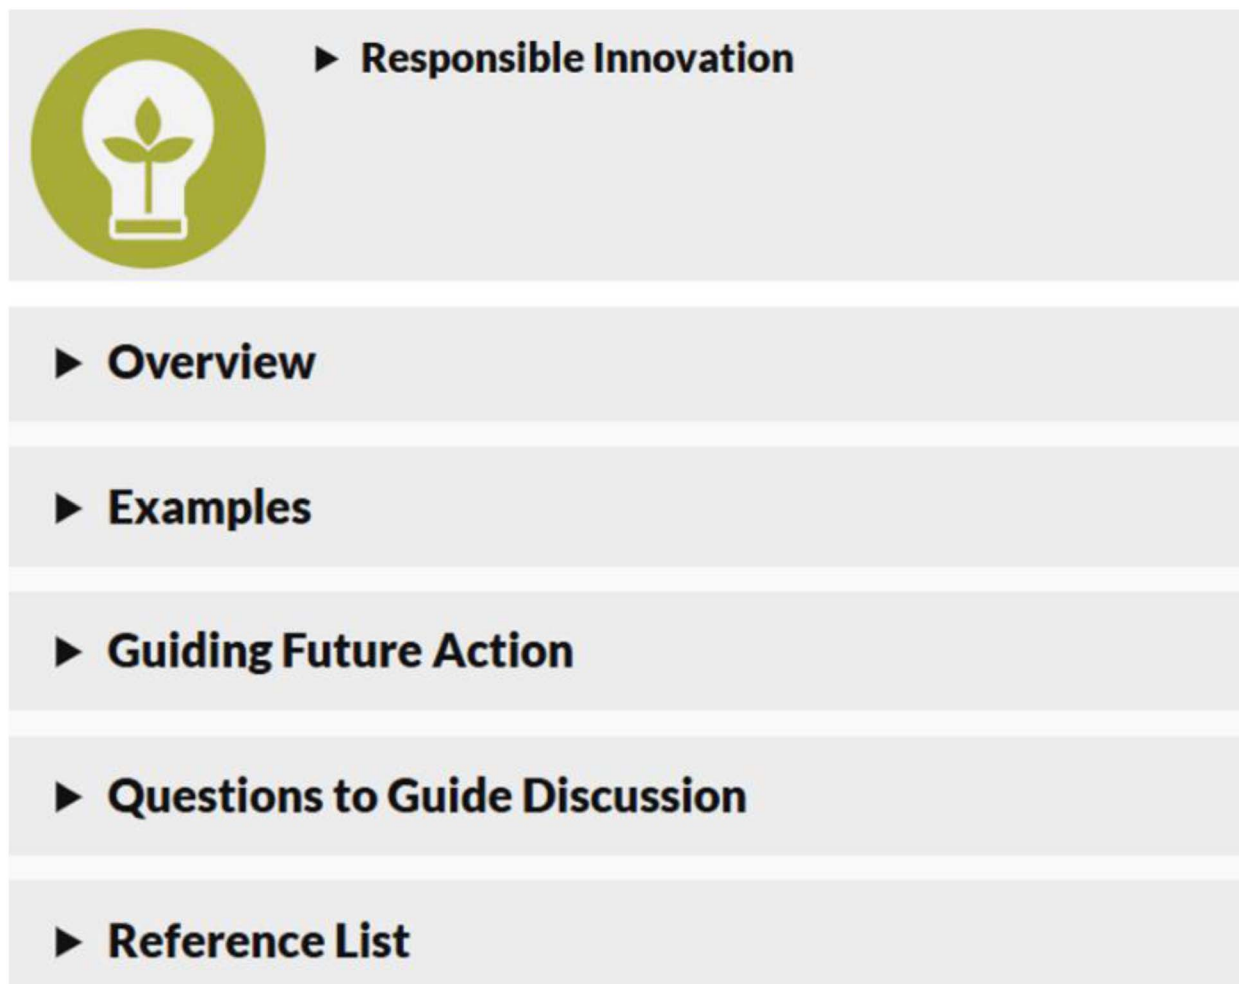 Responsible Innovation
Overview
Examples
Guiding Future Action
Questions to Guide Discussion
Reference List